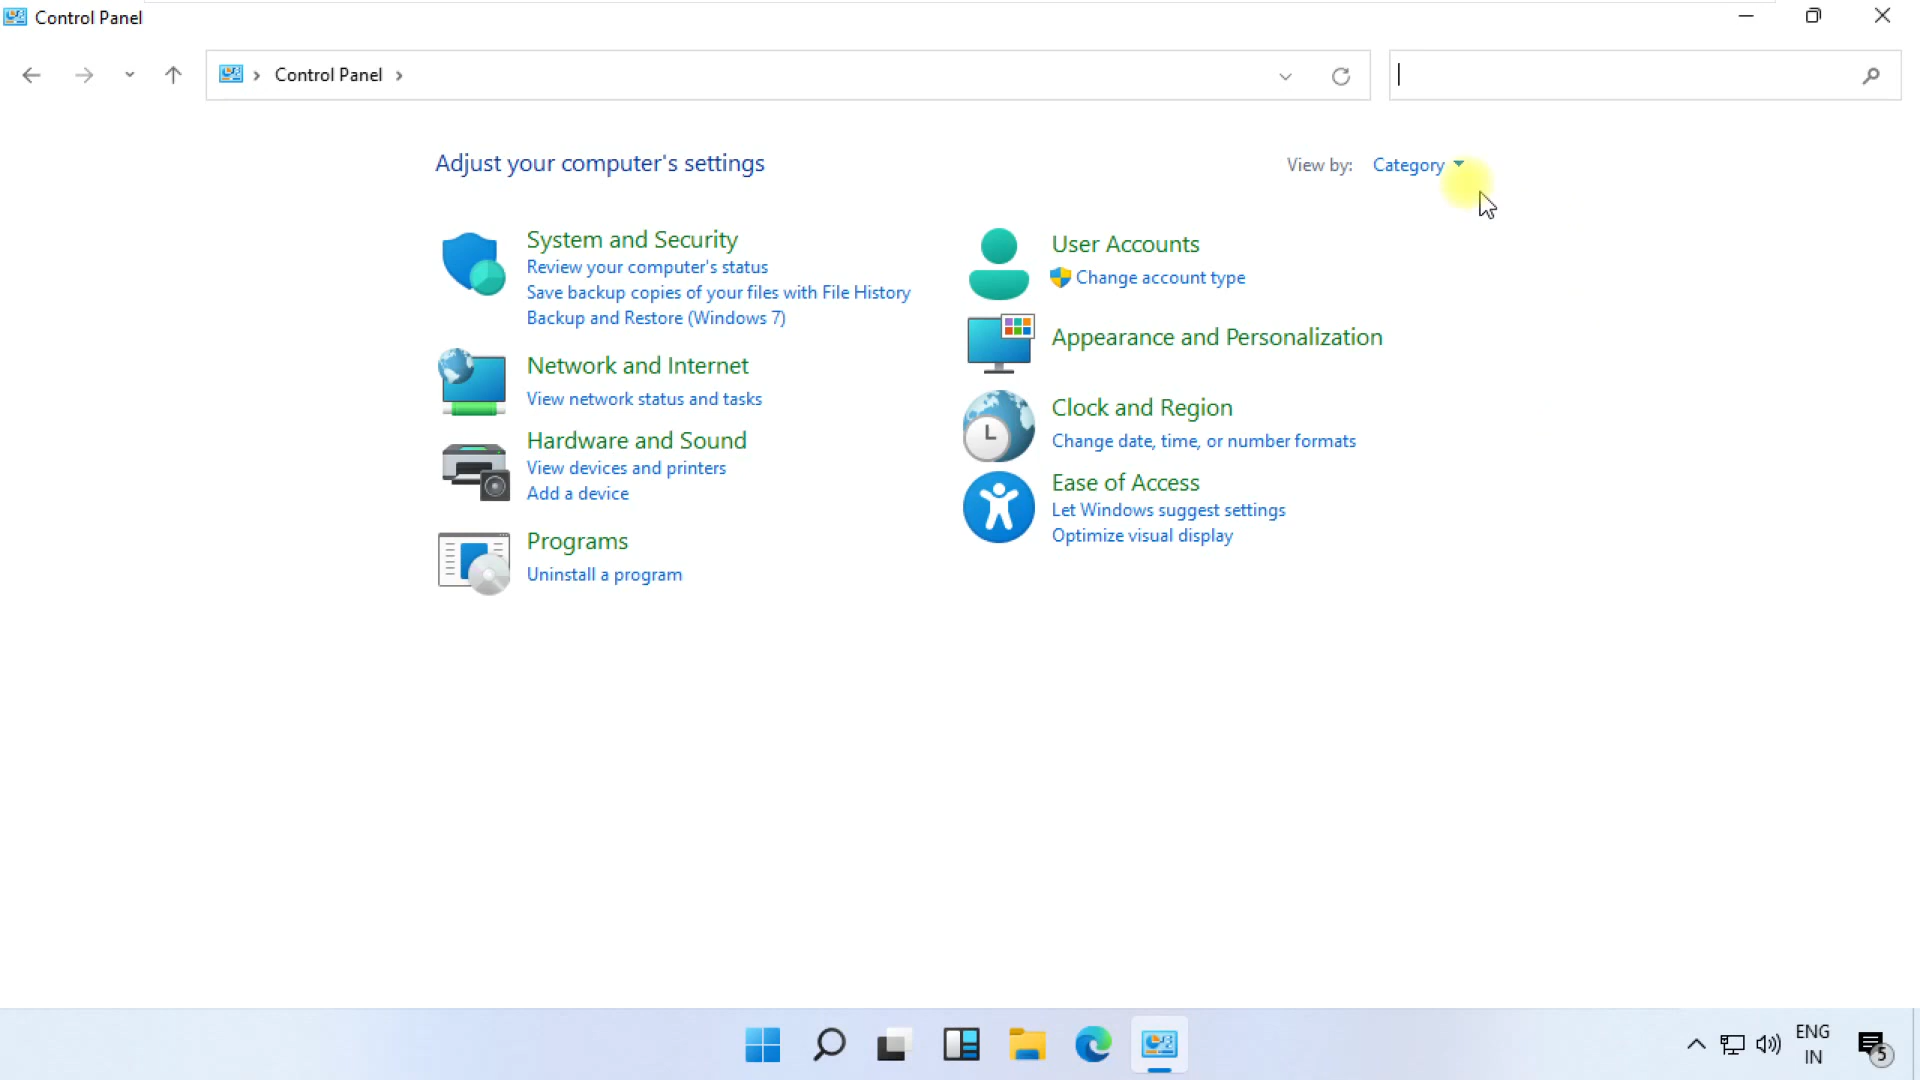 Control Panel
Control Panel
Adjust your computer's settings
View by: Category
System and Security
Review your computer's status
Save backup copies of your files with File History
Backup and Restore (Windows 7)
Network and Internet
View network status and tasks
Hardware and Sound
View devices and printers
Add a device
Programs
Uninstall a program
User Accounts
Change account type
Appearance and Personalization
Clock and Region
Change date, time, or number formats
Ease of Access
Let Windows suggest settings
Optimize visual display
ENG
IN
5